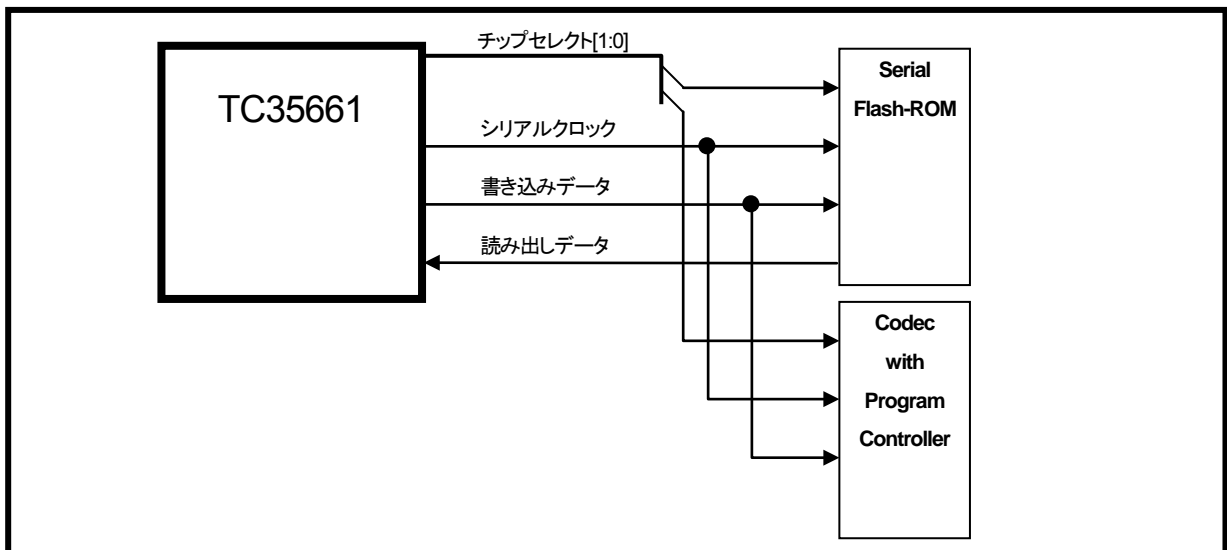 チップセレクト[1:0]
TC35661
シリアルクロック
書き込みデータ
読み出しデータ
Serial
Flash-ROM
Codec
with
Program
Controller